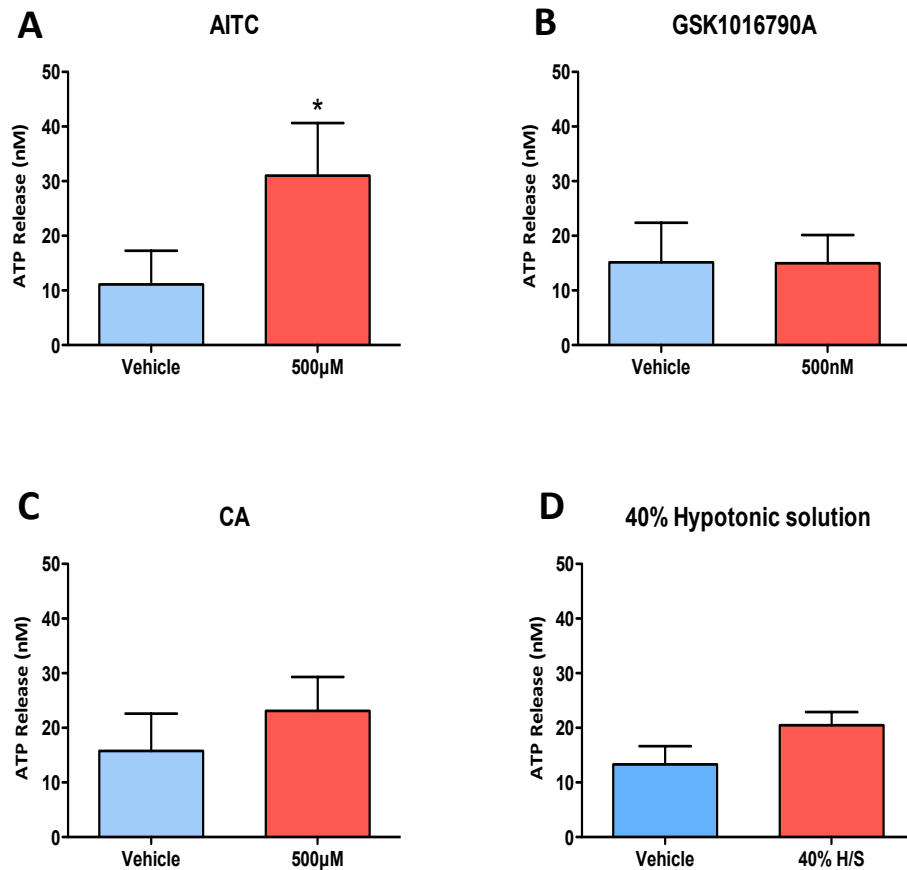 A
AITC
ATP Release (nM)
50
40
30
20
10
0
*
Vehicle
500µM
B
GSK1016790A
ATP Release (nM)
50
40
30
20
10
0
Vehicle
500nM
C
CA
ATP Release (nM)
50
40
30
20
10
0
Vehicle
500µM
D
40% Hypotonic solution
ATP Release (nM)
50
40
30
20
10
0
Vehicle
40% H/S